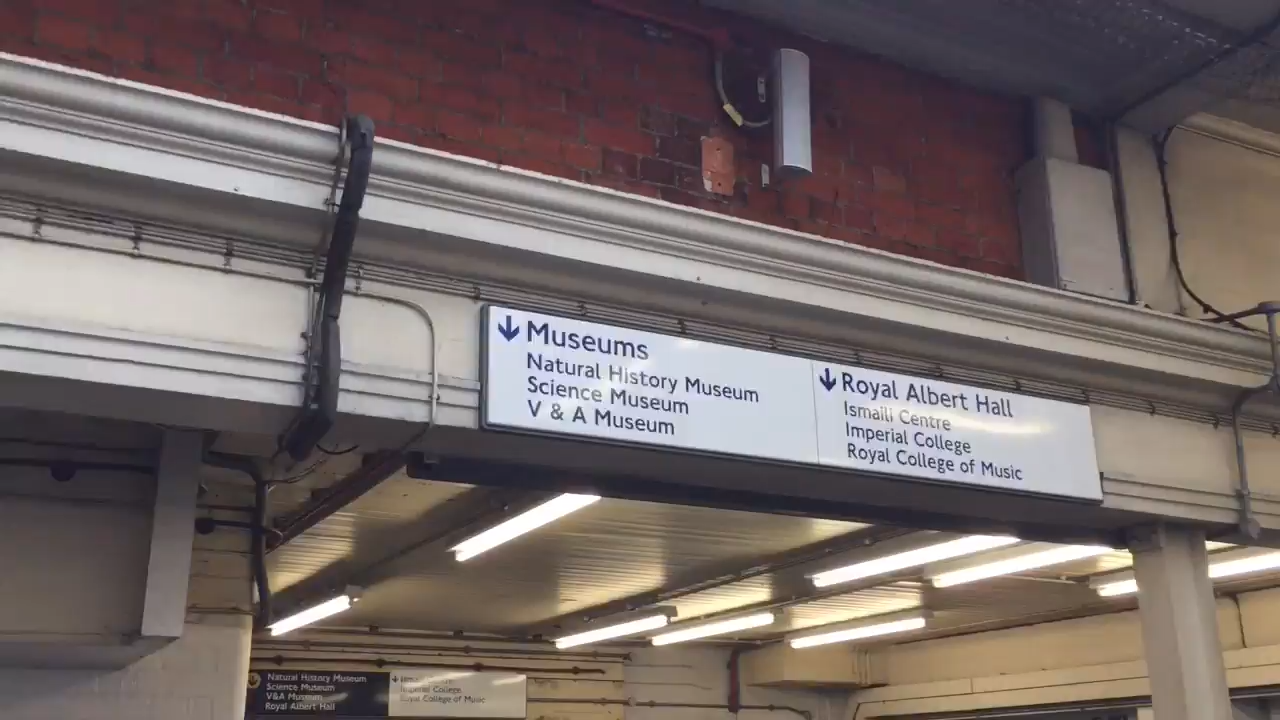 Museums
Natural History Museum
Science Museum
V & A Museum
Royal Albert Hall
Ismaili Centre
Imperial College
Royal College of Music
Natural History Museum
Science Museum
V&A Museum
Royal Albert Hall
Imperial College
Royal College of Music